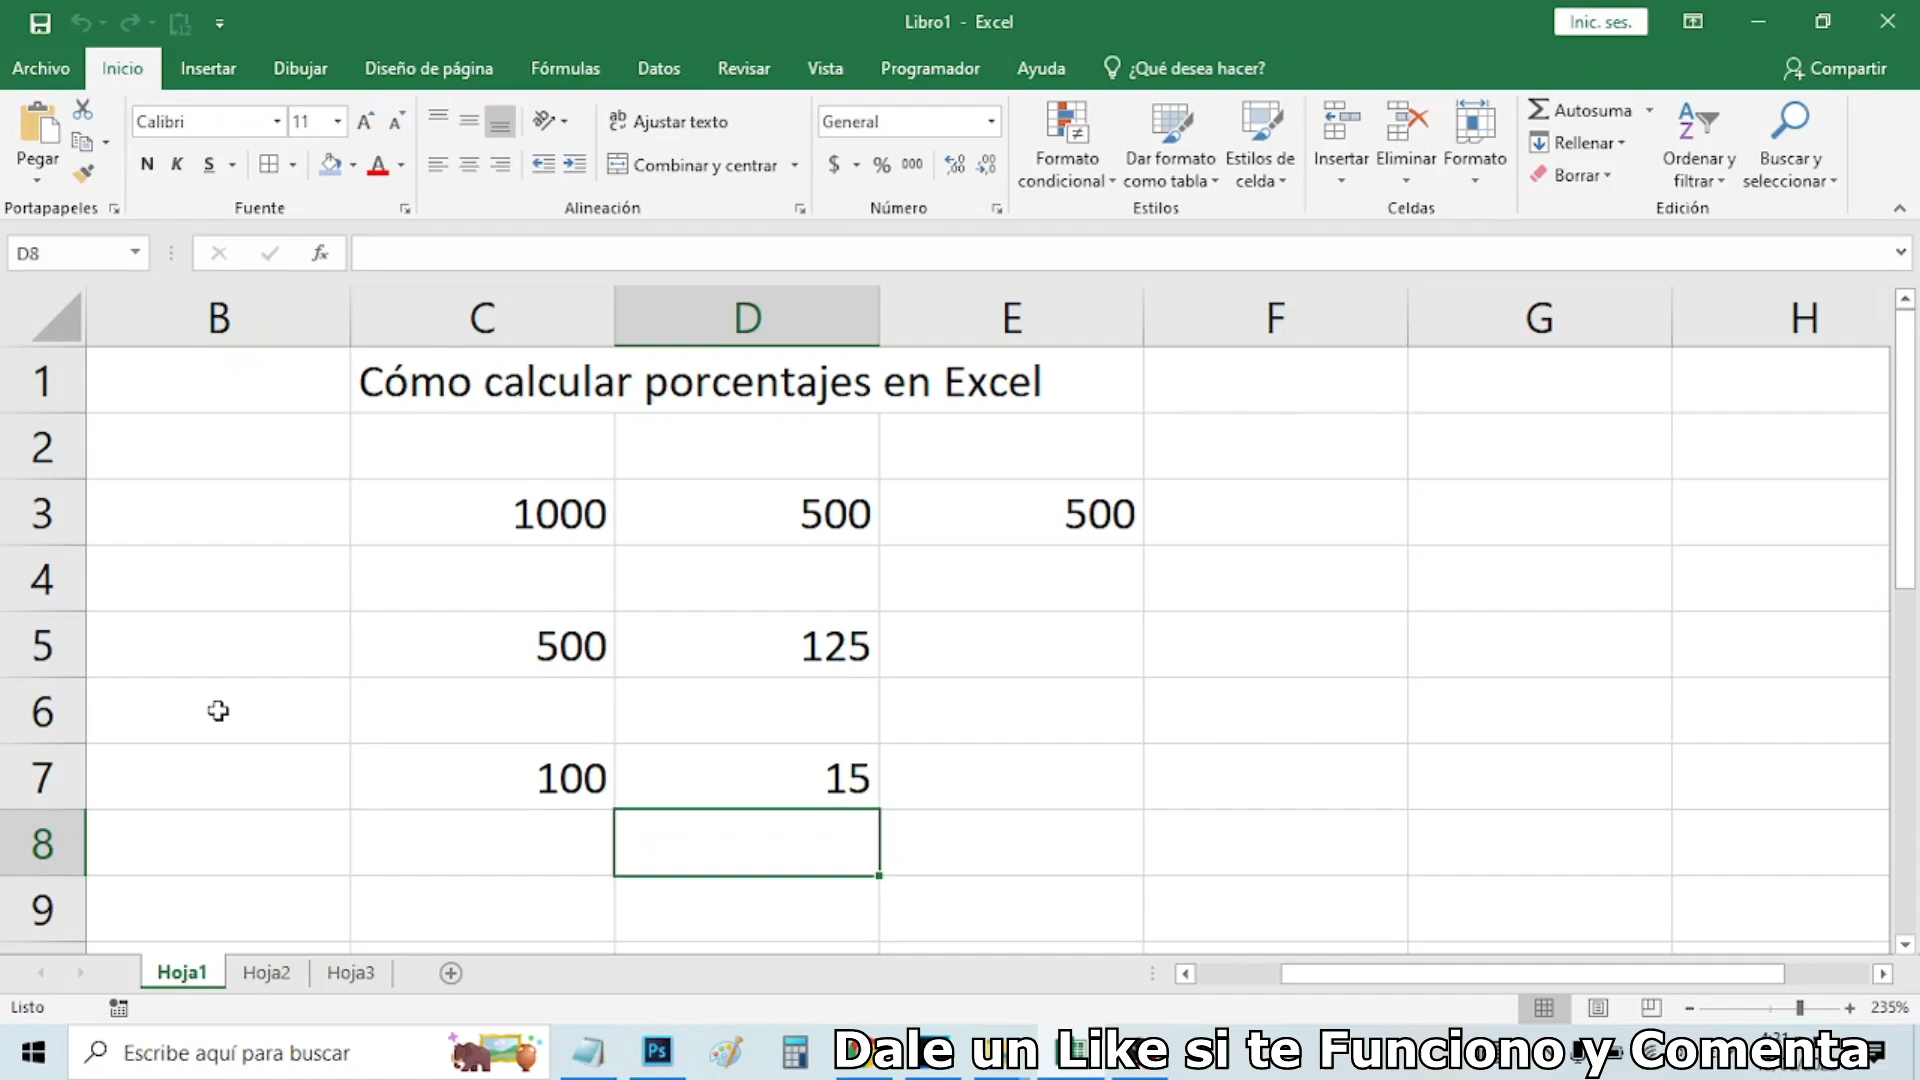 Libro1 - Excel
Inic. ses.
Archivo Inicio Insertar Dibujar Diseño de página Fórmulas Datos Revisar Vista Programador Ayuda ¿Qué desea hacer? Compartir
Calibri 11 Ajustar texto General Autosuma
Pegar Rellenar
N K S Combinar y centrar $ % 000 Formato condicional Dar formato como tabla Estilos de celda Insertar Eliminar Formato Borrar Ordenar y filtrar Buscar y seleccionar
Portapapeles Fuente Alineación Número Estilos Celdas Edición
D8 fx
B C D E F G H
1 Cómo calcular porcentajes en Excel
2
3 1000 500 500
4
5 500 125
6
7 100 15
8
9
Hoja1 Hoja2 Hoja3
Listo 235%
Escribe aquí para buscar Ps
Dale un Like si te Funciono y Comenta